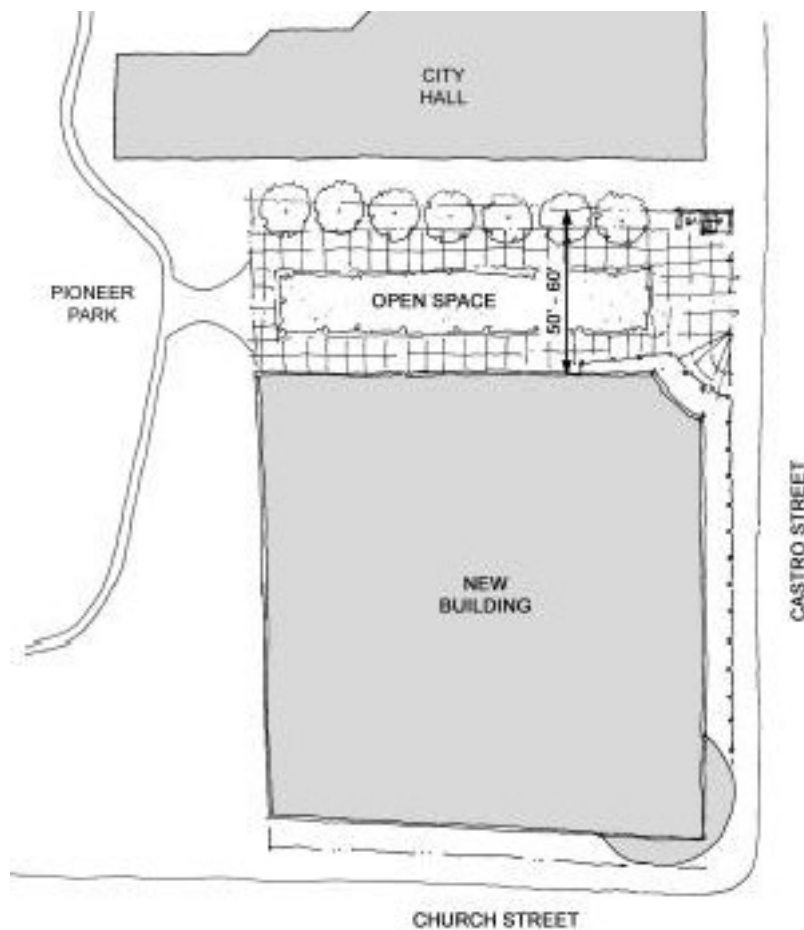 CITY
HALL
PIONEER
PARK
OPEN SPACE
50' - 60'
NEW
BUILDING
CASTRO STREET
CHURCH STREET